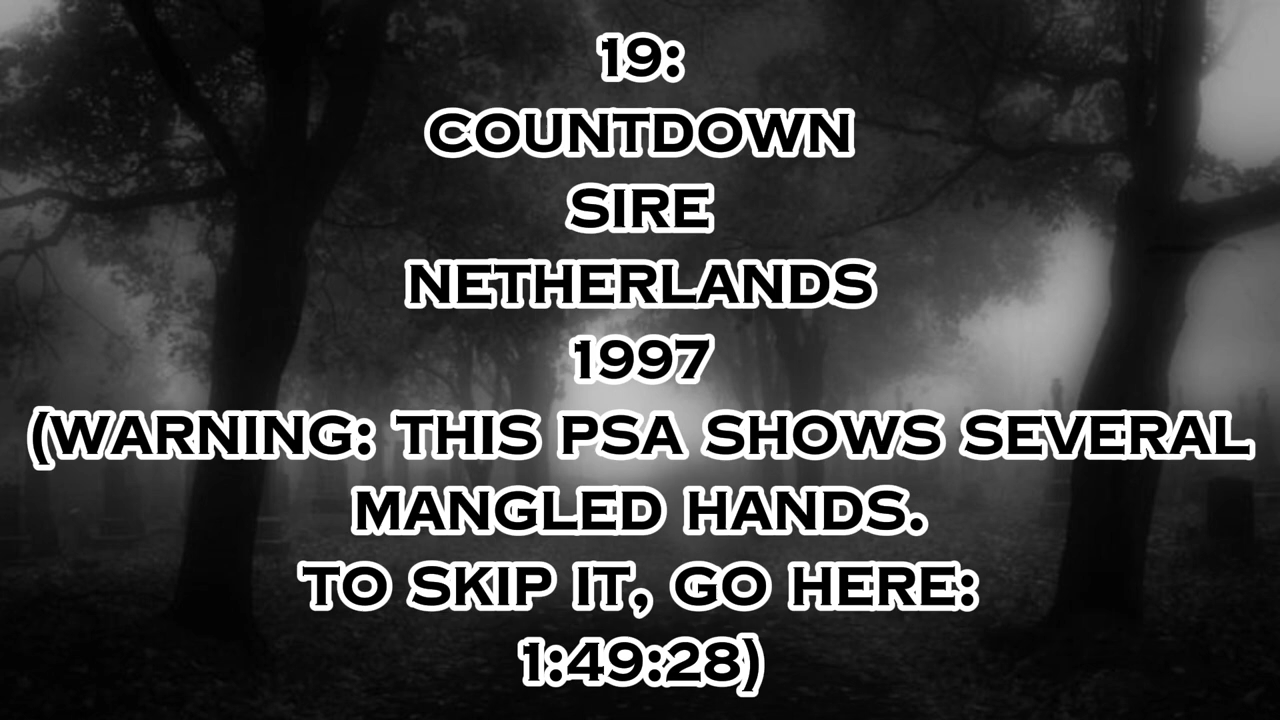 19:
COUNTDOWN
SIRE
NETHERLANDS
1997
(WARNING: THIS PSA SHOWS SEVERAL
MANGLED HANDS.
TO SKIP IT, GO HERE:
1:49:28)